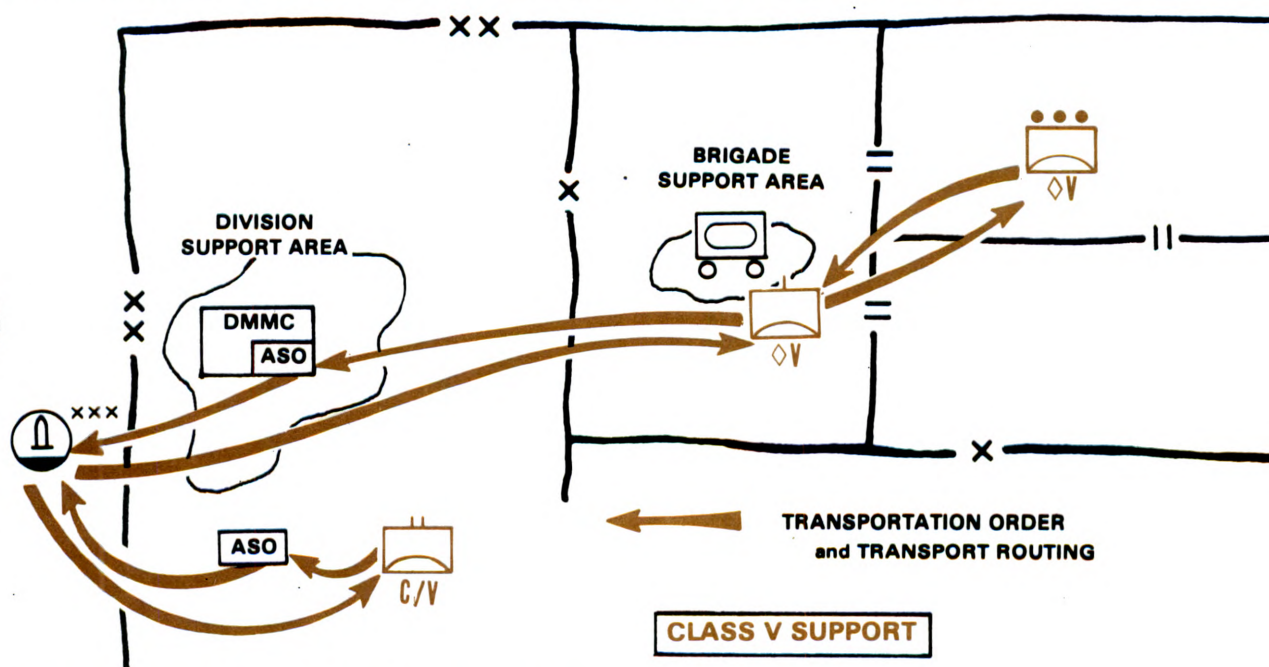 XX
BRIGADE
SUPPORT AREA
◇V
DIVISION
SUPPORT AREA
X
XX
DMMC
ASO
◇V
XXX
X
ASO
C/V
TRANSPORTATION ORDER
and TRANSPORT ROUTING
CLASS V SUPPORT